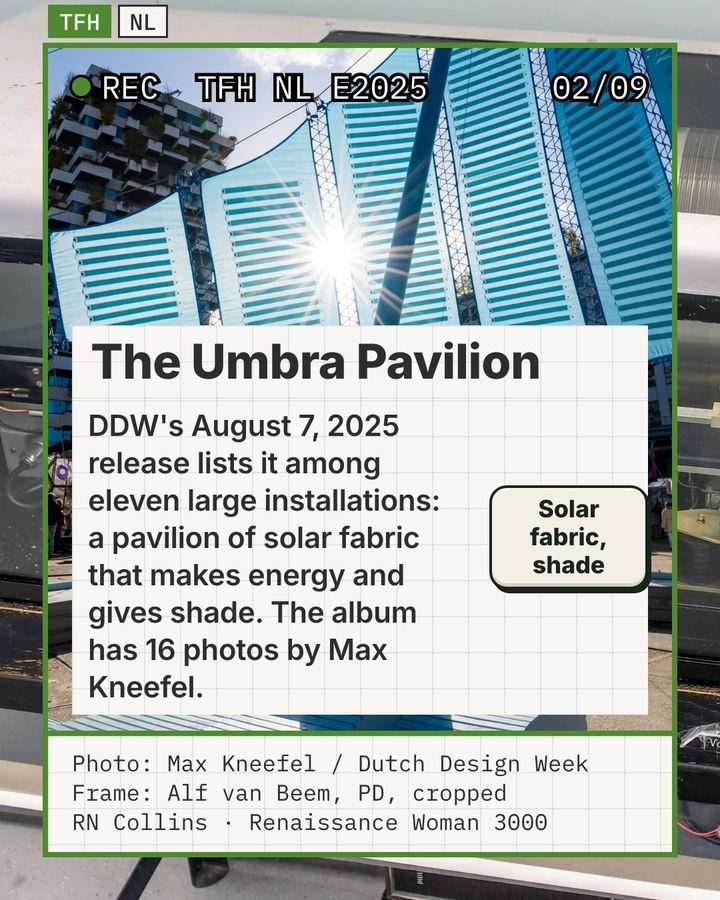 TFH NL
REC TFH NL E2025 02/09
The Umbra Pavilion
DDW's August 7, 2025
release lists it among
eleven large installations:
a pavilion of solar fabric
that makes energy and
gives shade. The album
has 16 photos by Max
Kneefel.
Solar
fabric,
shade
Photo: Max Kneefel / Dutch Design Week
Frame: Alf van Beem, PD, cropped
RN Collins · Renaissance Woman 3000